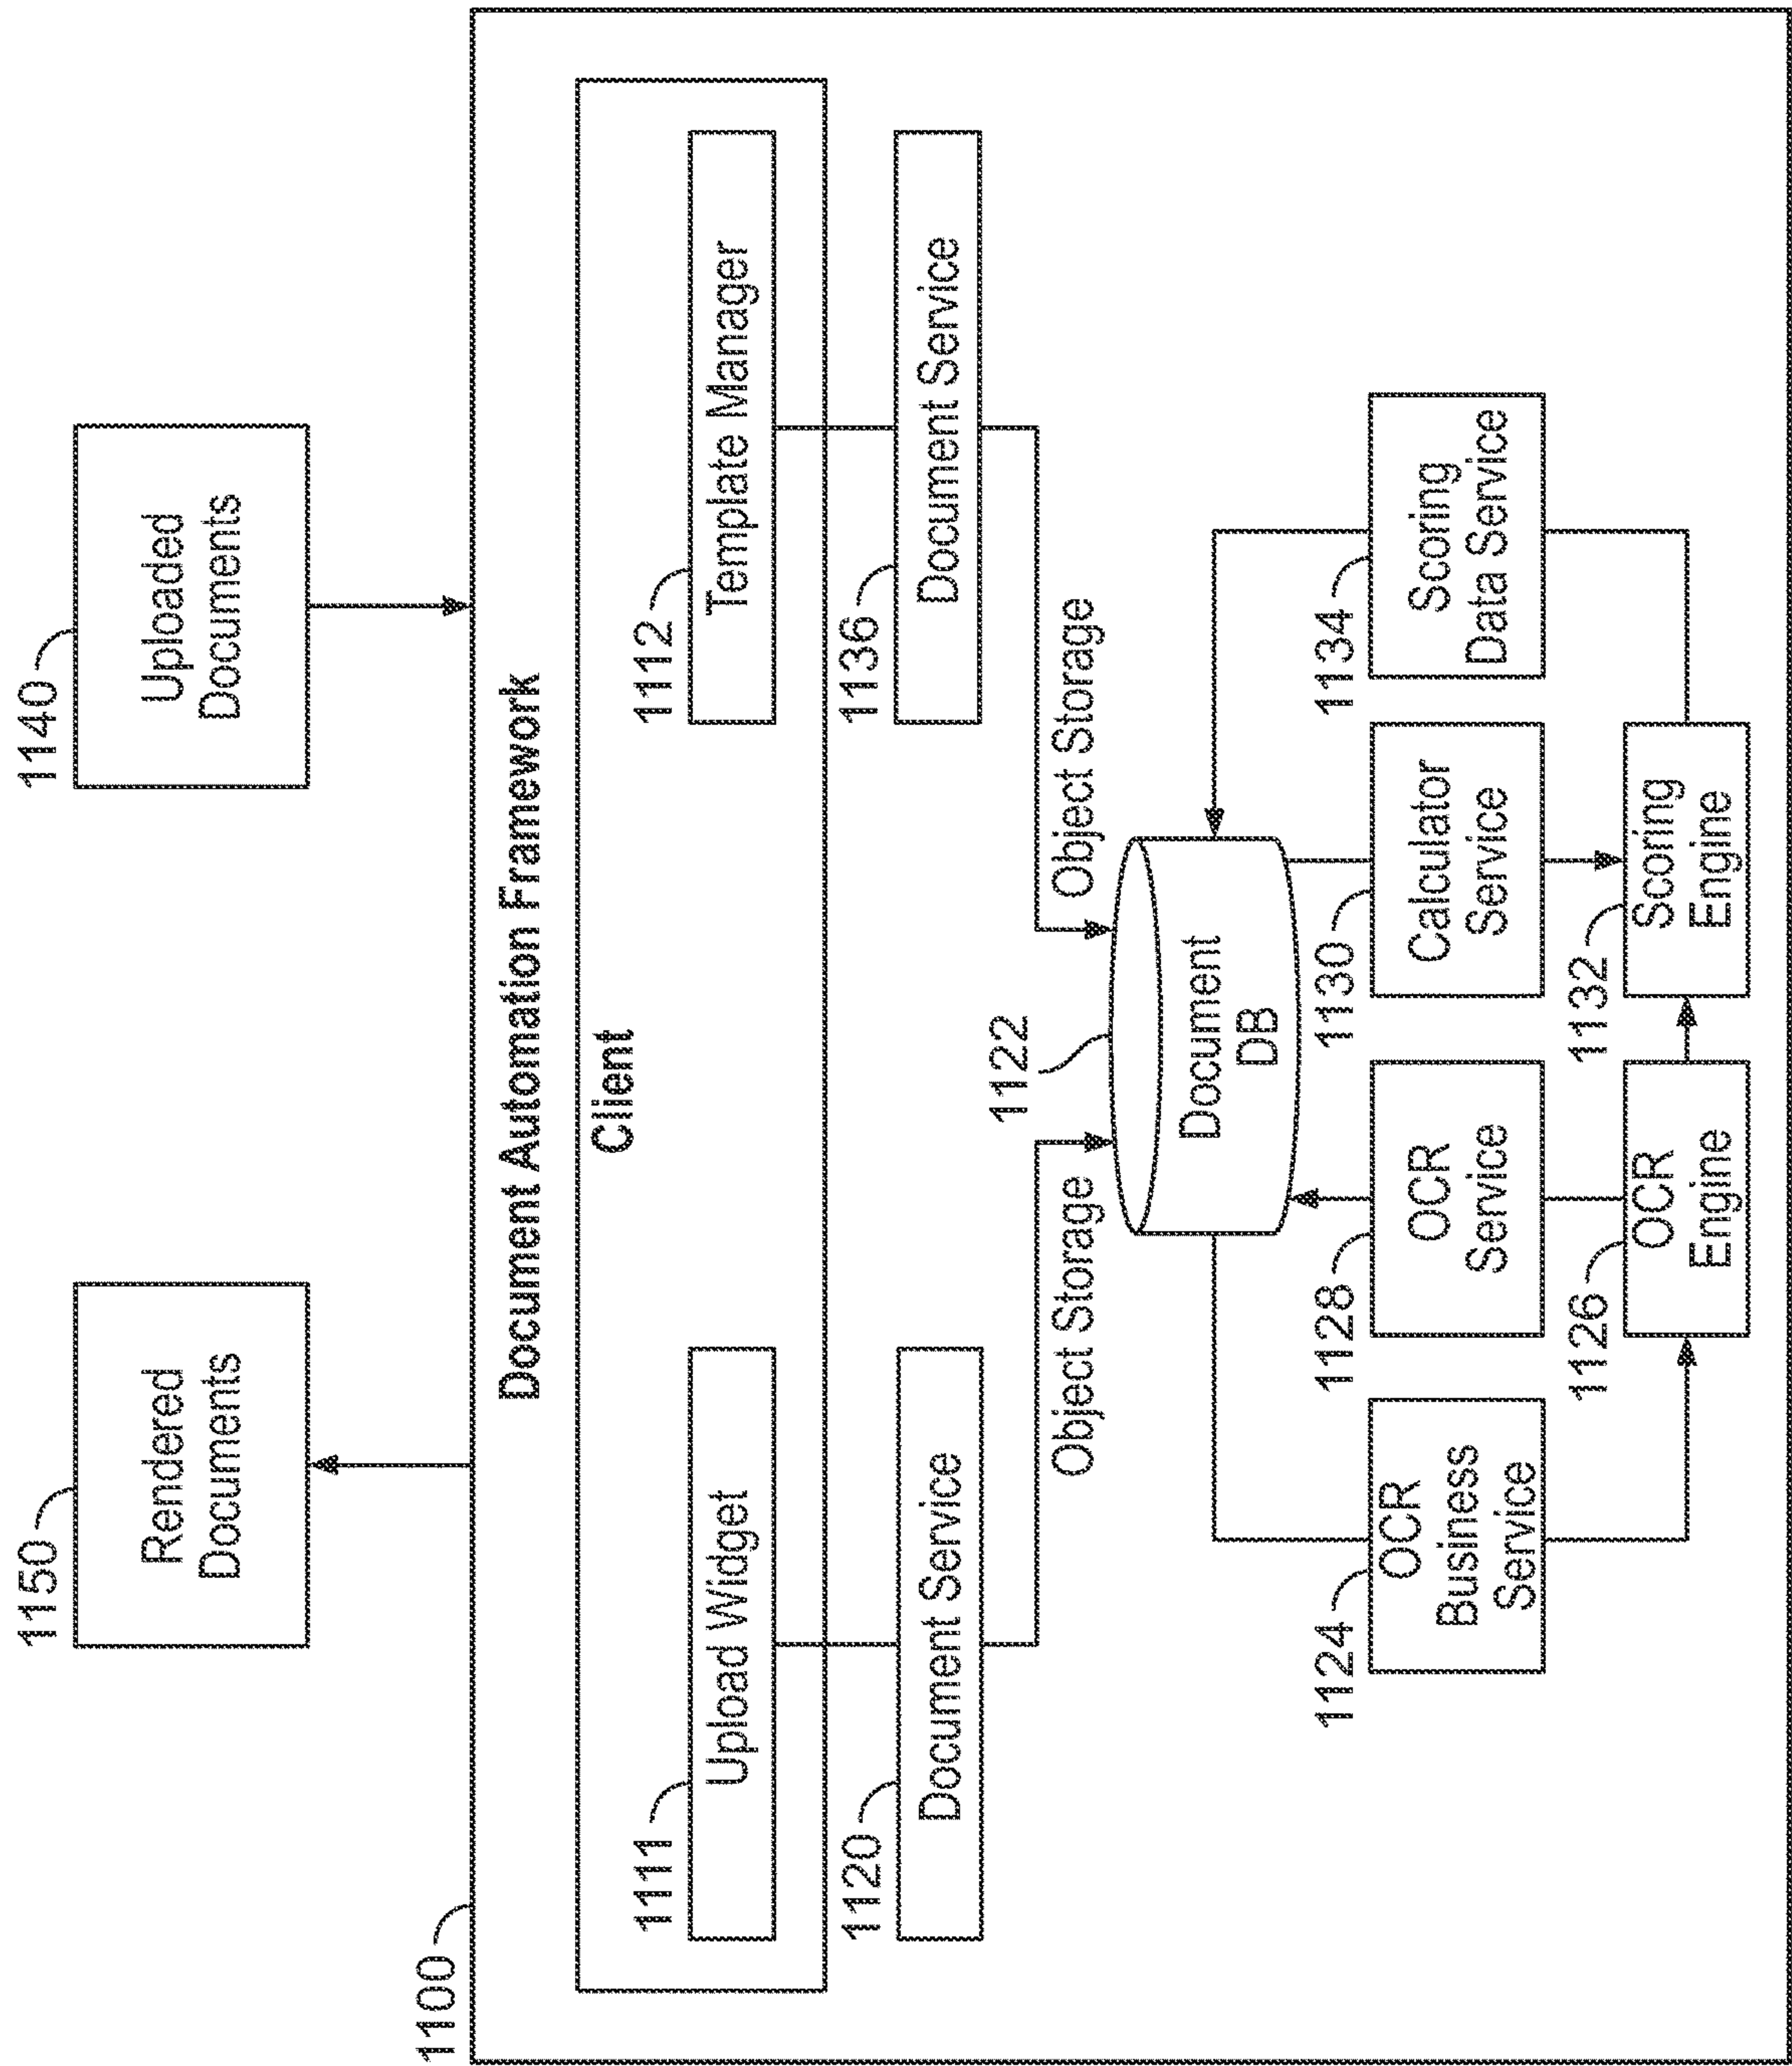 1150
Rendered
Documents
1140
Uploaded
Documents
1100
Document Automation Framework
Client
1111
Upload Widget
1112
Template Manager
1120
Document Service
1136
Document Service
Object Storage
Object Storage
1122
Document
DB
1124
OCR
Business
Service
1128
OCR
Service
1130
Calculator
Service
1134
Scoring
Data Service
1126
OCR
Engine
1132
Scoring
Engine